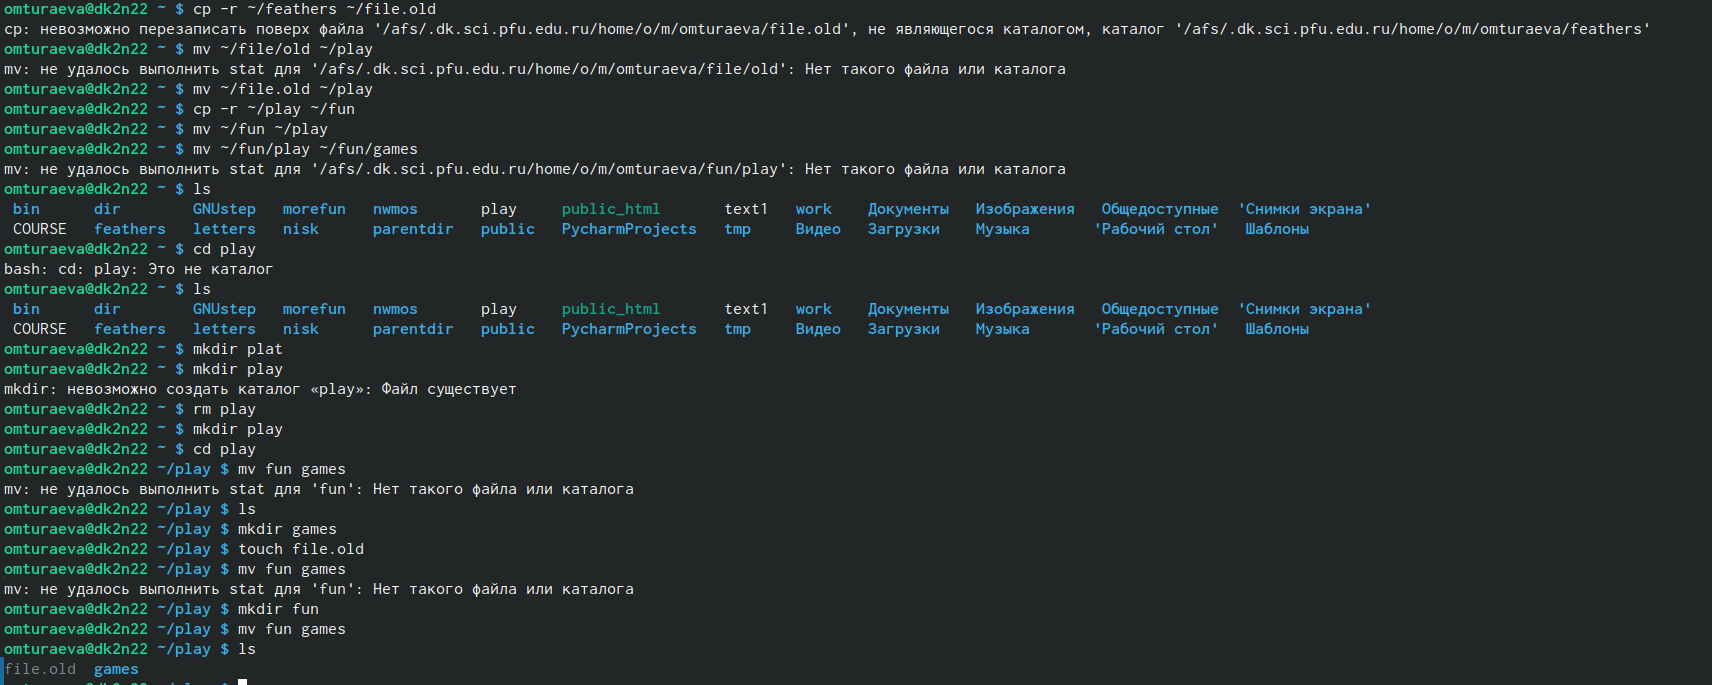 omturaeva@dk2n22 ~ $ cp -r ~/feathers ~/file.old
cp: невозможно перезаписать поверх файла '/afs/.dk.sci.pfu.edu.ru/home/o/m/omturaeva/file.old', не являющегося каталогом, каталог '/afs/.dk.sci.pfu.edu.ru/home/o/m/omturaeva/feathers'
omturaeva@dk2n22 ~ $ mv ~/file/old ~/play
mv: не удалось выполнить stat для '/afs/.dk.sci.pfu.edu.ru/home/o/m/omturaeva/file/old': Нет такого файла или каталога
omturaeva@dk2n22 ~ $ mv ~/file.old ~/play
omturaeva@dk2n22 ~ $ cp -r ~/play ~/fun
omturaeva@dk2n22 ~ $ mv ~/fun ~/play
omturaeva@dk2n22 ~ $ mv ~/fun/play ~/fun/games
mv: не удалось выполнить stat для '/afs/.dk.sci.pfu.edu.ru/home/o/m/omturaeva/fun/play': Нет такого файла или каталога
omturaeva@dk2n22 ~ $ ls
bin dir GNUstep morefun nwmos play public_html text1 work Документы Изображения Общедоступные 'Снимки экрана'
COURSE feathers letters nisk parentdir public PycharmProjects tmp Видео Загрузки Музыка 'Рабочий стол' Шаблоны
omturaeva@dk2n22 ~ $ cd play
bash: cd: play: Это не каталог
omturaeva@dk2n22 ~ $ ls
bin dir GNUstep morefun nwmos play public_html text1 work Документы Изображения Общедоступные 'Снимки экрана'
COURSE feathers letters nisk parentdir public PycharmProjects tmp Видео Загрузки Музыка 'Рабочий стол' Шаблоны
omturaeva@dk2n22 ~ $ mkdir plat
omturaeva@dk2n22 ~ $ mkdir play
mkdir: невозможно создать каталог «play»: Файл существует
omturaeva@dk2n22 ~ $ rm play
omturaeva@dk2n22 ~ $ mkdir play
omturaeva@dk2n22 ~ $ cd play
omturaeva@dk2n22 ~/play $ mv fun games
mv: не удалось выполнить stat для 'fun': Нет такого файла или каталога
omturaeva@dk2n22 ~/play $ ls
omturaeva@dk2n22 ~/play $ mkdir games
omturaeva@dk2n22 ~/play $ touch file.old
omturaeva@dk2n22 ~/play $ mv fun games
mv: не удалось выполнить stat для 'fun': Нет такого файла или каталога
omturaeva@dk2n22 ~/play $ mkdir fun
omturaeva@dk2n22 ~/play $ mv fun games
omturaeva@dk2n22 ~/play $ ls
file.old games